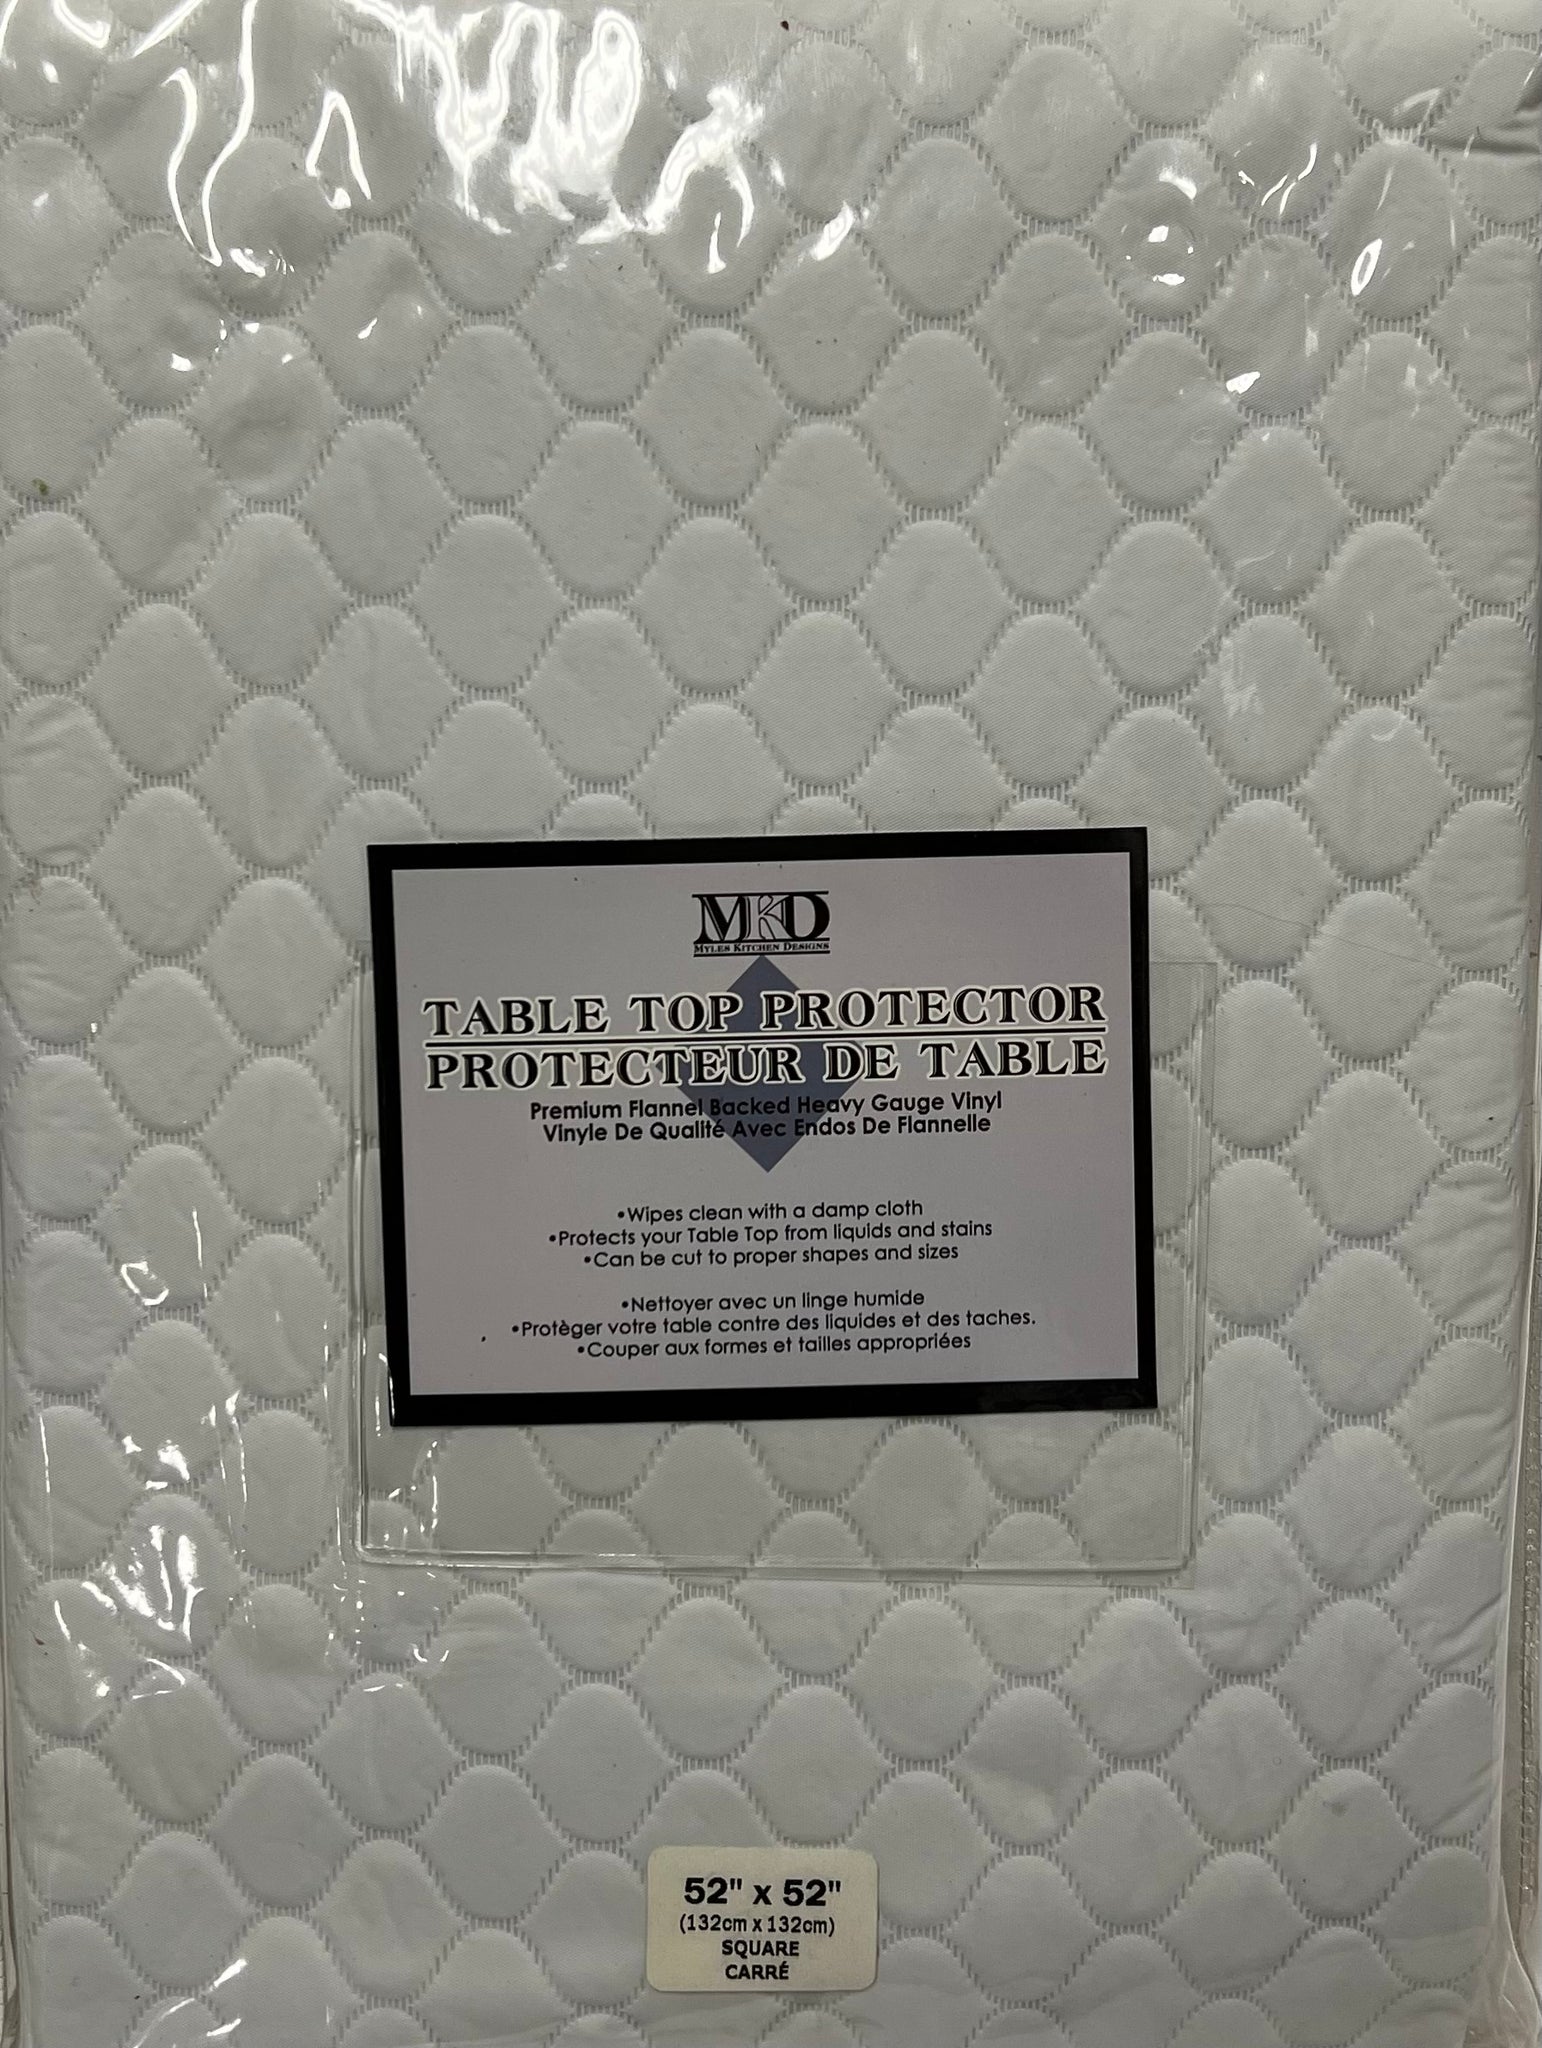 MKD
MYLES KITCHEN DESIGNS
TABLE TOP PROTECTOR
PROTECTEUR DE TABLE
Premium Flannel Backed Heavy Gauge Vinyl
Vinyle De Qualité Avec Endos De Flannelle
•Wipes clean with a damp cloth
•Protects your Table Top from liquids and stains
•Can be cut to proper shapes and sizes
•Nettoyer avec un linge humide
•Protèger votre table contre des liquides et des taches.
•Couper aux formes et tailles appropriées
52" x 52"
(132cm x 132cm)
SQUARE
CARRÉ